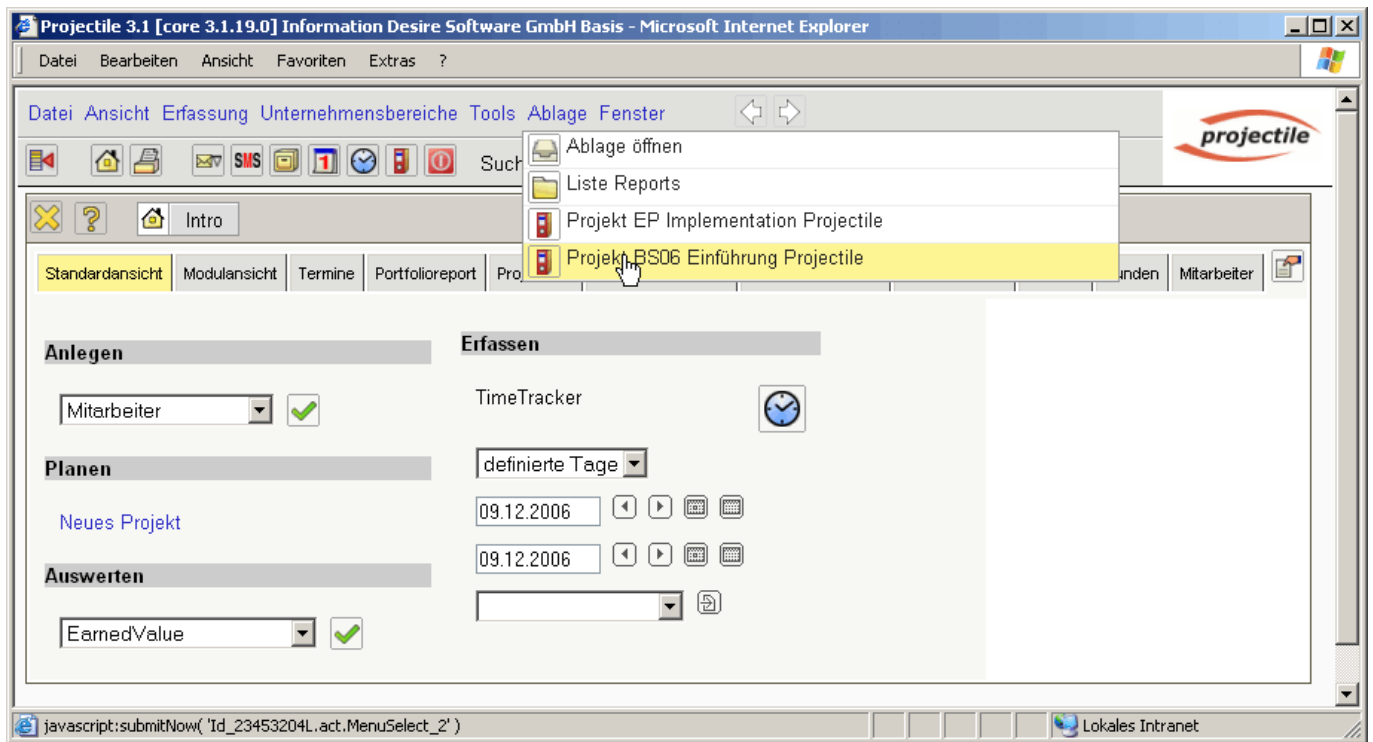 Projectile 3.1 [core 3.1.19.0] Information Desire Software GmbH Basis - Microsoft Internet Explorer
Datei Bearbeiten Ansicht Favoriten Extras ?
Datei Ansicht Erfassung Unternehmensbereiche Tools Ablage Fenster
projectile
SMS 1 Such
Ablage öffnen
Liste Reports
Projekt EP Implementation Projectile
Projekt BS06 Einführung Projectile
? Intro
Standardansicht Modulansicht Termine Portfolioreport Pro unden Mitarbeiter
Anlegen
Mitarbeiter
Planen
Neues Projekt
Auswerten
EarnedValue
Erfassen
TimeTracker
definierte Tage
09.12.2006
09.12.2006
javascript:submitNow( 'Id_23453204L.act.MenuSelect_2' ) Lokales Intranet